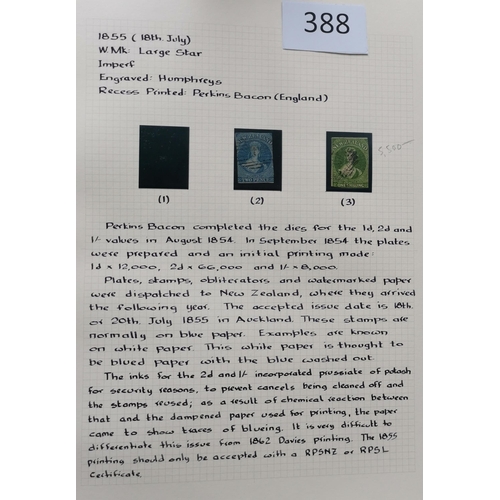 388
1855 (18th. July)
W.Mk: Large Star
Imperf
Engraved: Humphreys
Recess Printed: Perkins Bacon (England)
5,500-
(1) (2) (3)
Perkins Bacon completed the dies for the 1d, 2d and
1/- values in August 1854. In September 1854 the plates
were prepared and an initial printing made:
1d x 12,000, 2d x 66,000 and 1/- x 8,000.
Plates, stamps, obliterators and watermarked paper
were dispatched to New Zealand, where they arrived
the following year. The accepted issue date is 18th.
or 20th. July 1855 in Auckland. These stamps are
normally on blue paper. Examples are known
on white paper. This white paper is thought to
be blued paper with the blue washed out.
The inks for the 2d and 1/- incorporated prussiate of potash
for security reasons, to prevent cancels being cleaned off and
the stamps reused; as a result of chemical reaction between
that and the dampened paper used for printing, the paper
came to show traces of blueing. It is very difficult to
differentiate this issue from 1862 Davies printing. The 1855
printing should only be accepted with a RPSNZ or RPSL
Certificate.